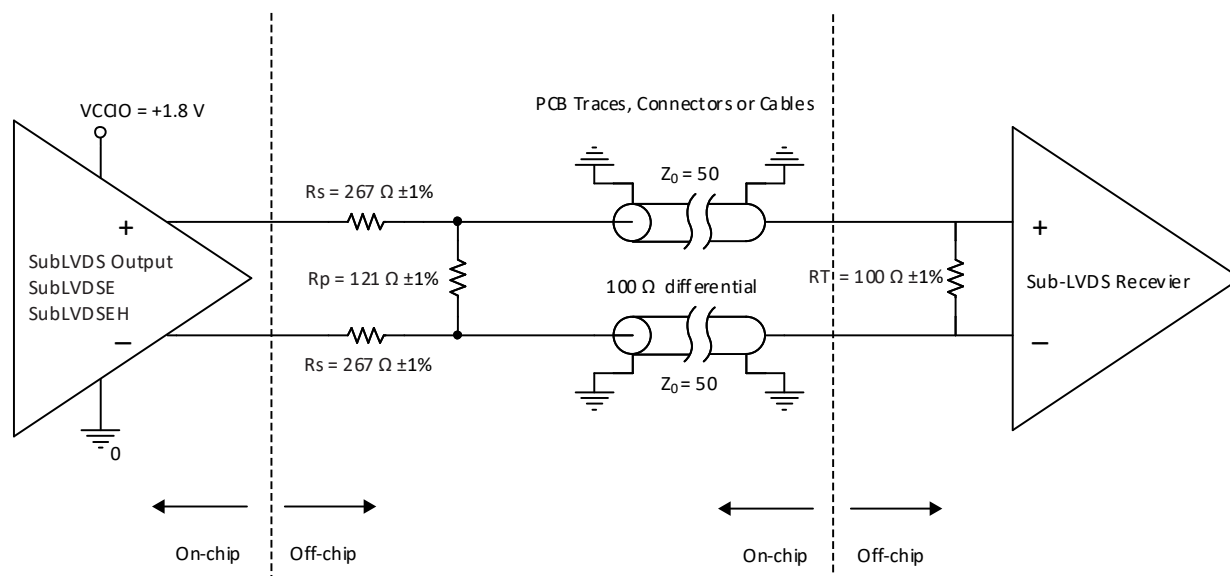 VCCIO = +1.8 V
PCB Traces, Connectors or Cables
Z0 = 50
Rs = 267 Ω ±1%
+
+
SubLVDS Output
SubLVDSE
SubLVDSEH
Rp = 121 Ω ±1%
100 Ω differential
RT = 100 Ω ±1%
Sub-LVDS Recevier
−
−
Rs = 267 Ω ±1%
Z0 = 50
0
On-chip
Off-chip
On-chip
Off-chip